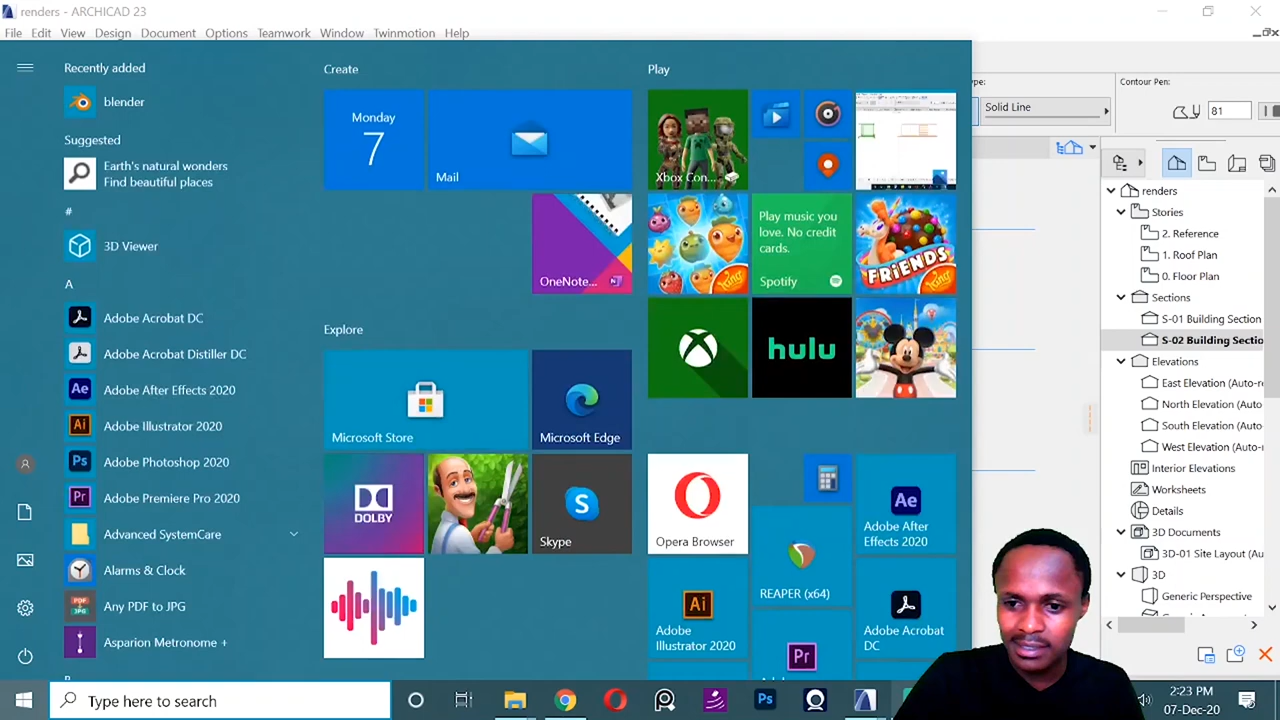 renders - ARCHICAD 23
File Edit View Design Document Options Teamwork Window Twinmotion Help
Recently added
blender
Suggested
Earth's natural wonders
Find beautiful places
#
3D Viewer
A
Adobe Acrobat DC
Adobe Acrobat Distiller DC
Adobe After Effects 2020
Adobe Illustrator 2020
Adobe Photoshop 2020
Adobe Premiere Pro 2020
Advanced SystemCare
Alarms & Clock
Any PDF to JPG
Asparion Metronome +
Create
Monday
7
Mail
OneNote...
Explore
Microsoft Store
Microsoft Edge
DOLBY
Skype
Play
Xbox Con...
Play music you
love. No credit
cards.
Spotify
King
FRIENDS
King
hulu
Opera Browser
Ae
Adobe After
Effects 2020
REAPER (x64)
Ai
Adobe
Illustrator 2020
Adobe Acrobat
DC
Pr
Type:
Solid Line
Contour Pen:
81
renders
Stories
2. Reference
1. Roof Plan
0. Floor Plan
Sections
S-01 Building Section
S-02 Building Sectio
Elevations
East Elevation (Auto-r
North Elevation (Auto
South Elevation (Auto
West Elevation (Auto-
Interior Elevations
Worksheets
Details
3D Documents
3D-01 Site Layout (Au
3D
Generic Perspective
Type here to search
Ps
2:23 PM
07-Dec-20